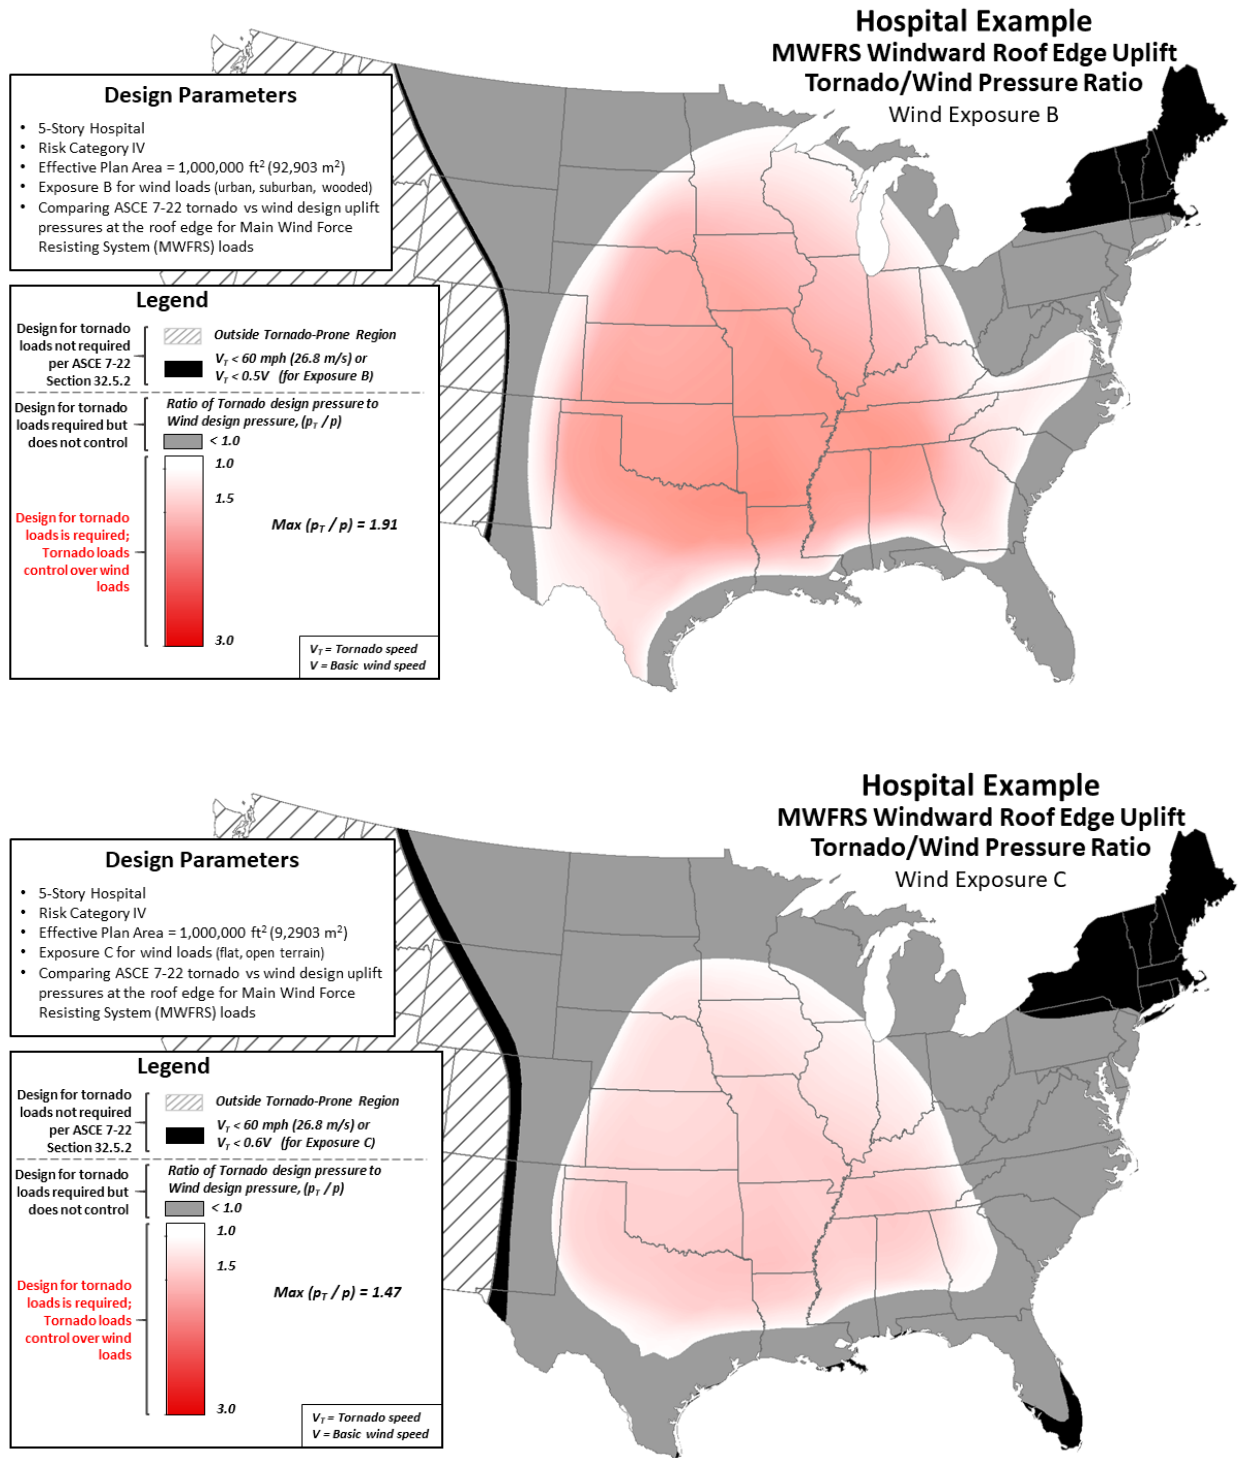 Hospital Example
MWFRS Windward Roof Edge Uplift
Tornado/Wind Pressure Ratio
Wind Exposure B
Design Parameters
• 5-Story Hospital
• Risk Category IV
• Effective Plan Area = 1,000,000 ft² (92,903 m²)
• Exposure B for wind loads (urban, suburban, wooded)
• Comparing ASCE 7-22 tornado vs wind design uplift
pressures at the roof edge for Main Wind Force
Resisting System (MWFRS) loads
Legend
Design for tornado
loads not required
per ASCE 7-22
Section 32.5.2
Outside Tornado-Prone Region
V_T < 60 mph (26.8 m/s) or
V_T < 0.5V (for Exposure B)
Design for tornado
loads required but
does not control
Ratio of Tornado design pressure to
Wind design pressure, (p_T / p)
< 1.0
1.0
1.5
3.0
Design for tornado
loads is required;
Tornado loads
control over wind
loads
Max (p_T / p) = 1.91
V_T = Tornado speed
V = Basic wind speed
Hospital Example
MWFRS Windward Roof Edge Uplift
Tornado/Wind Pressure Ratio
Wind Exposure C
Design Parameters
• 5-Story Hospital
• Risk Category IV
• Effective Plan Area = 1,000,000 ft² (9,2903 m²)
• Exposure C for wind loads (flat, open terrain)
• Comparing ASCE 7-22 tornado vs wind design uplift
pressures at the roof edge for Main Wind Force
Resisting System (MWFRS) loads
Legend
Design for tornado
loads not required
per ASCE 7-22
Section 32.5.2
Outside Tornado-Prone Region
V_T < 60 mph (26.8 m/s) or
V_T < 0.6V (for Exposure C)
Design for tornado
loads required but
does not control
Ratio of Tornado design pressure to
Wind design pressure, (p_T / p)
< 1.0
1.0
1.5
3.0
Design for tornado
loads is required;
Tornado loads
control over wind
loads
Max (p_T / p) = 1.47
V_T = Tornado speed
V = Basic wind speed